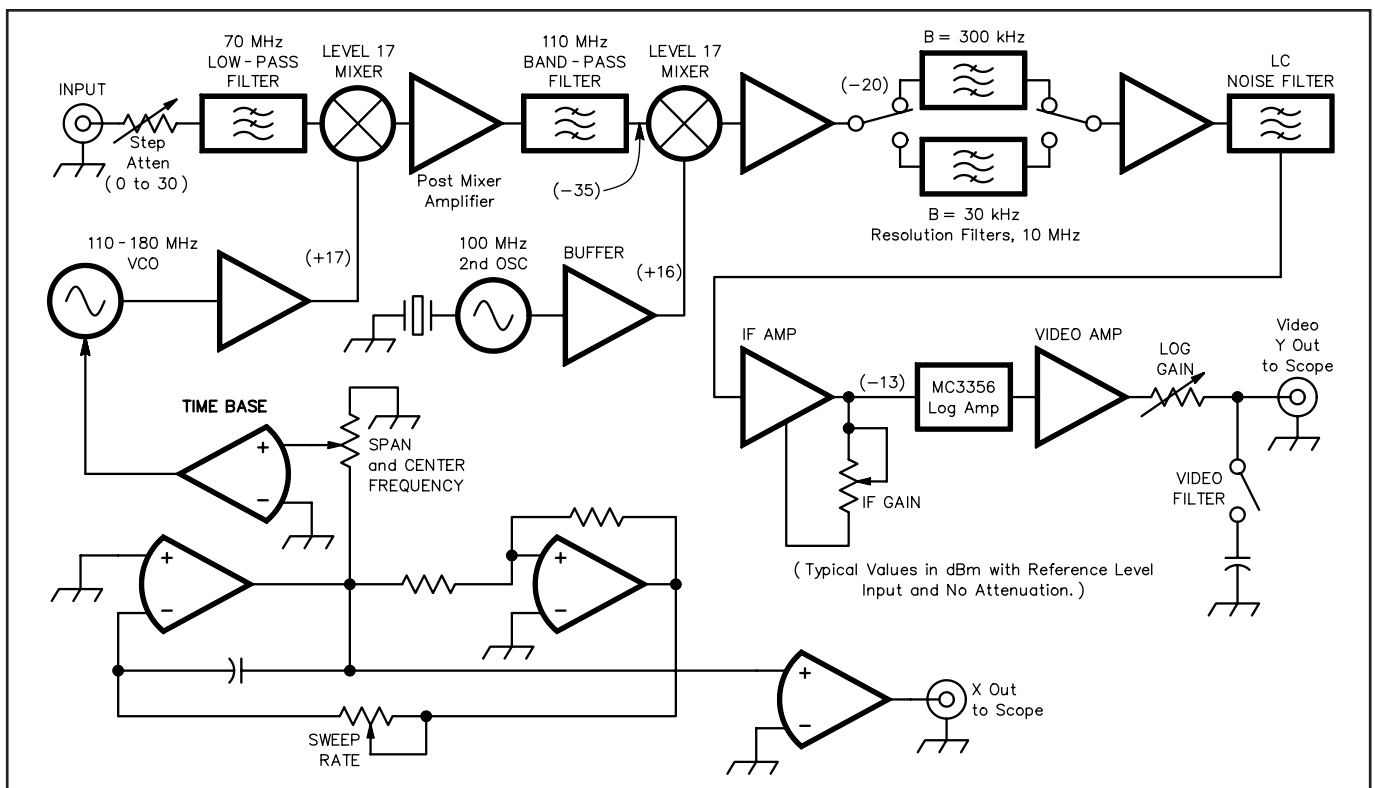 INPUT
Step
Atten
(0 to 30)
70 MHz
LOW-PASS
FILTER
LEVEL 17
MIXER
Post Mixer
Amplifier
110 MHz
BAND-PASS
FILTER
(-35)
LEVEL 17
MIXER
(-20)
B = 300 kHz
B = 30 kHz
Resolution Filters, 10 MHz
LC
NOISE FILTER
110-180 MHz
VCO
(+17)
100 MHz
2nd OSC
BUFFER
(+16)
IF AMP
(-13)
IF GAIN
MC3356
Log Amp
VIDEO AMP
LOG
GAIN
Video
Y Out
to Scope
VIDEO
FILTER
(Typical Values in dBm with Reference Level
Input and No Attenuation.)
TIME BASE
+
−
SPAN
and CENTER
FREQUENCY
+
−
+
−
SWEEP
RATE
+
−
X Out
to Scope